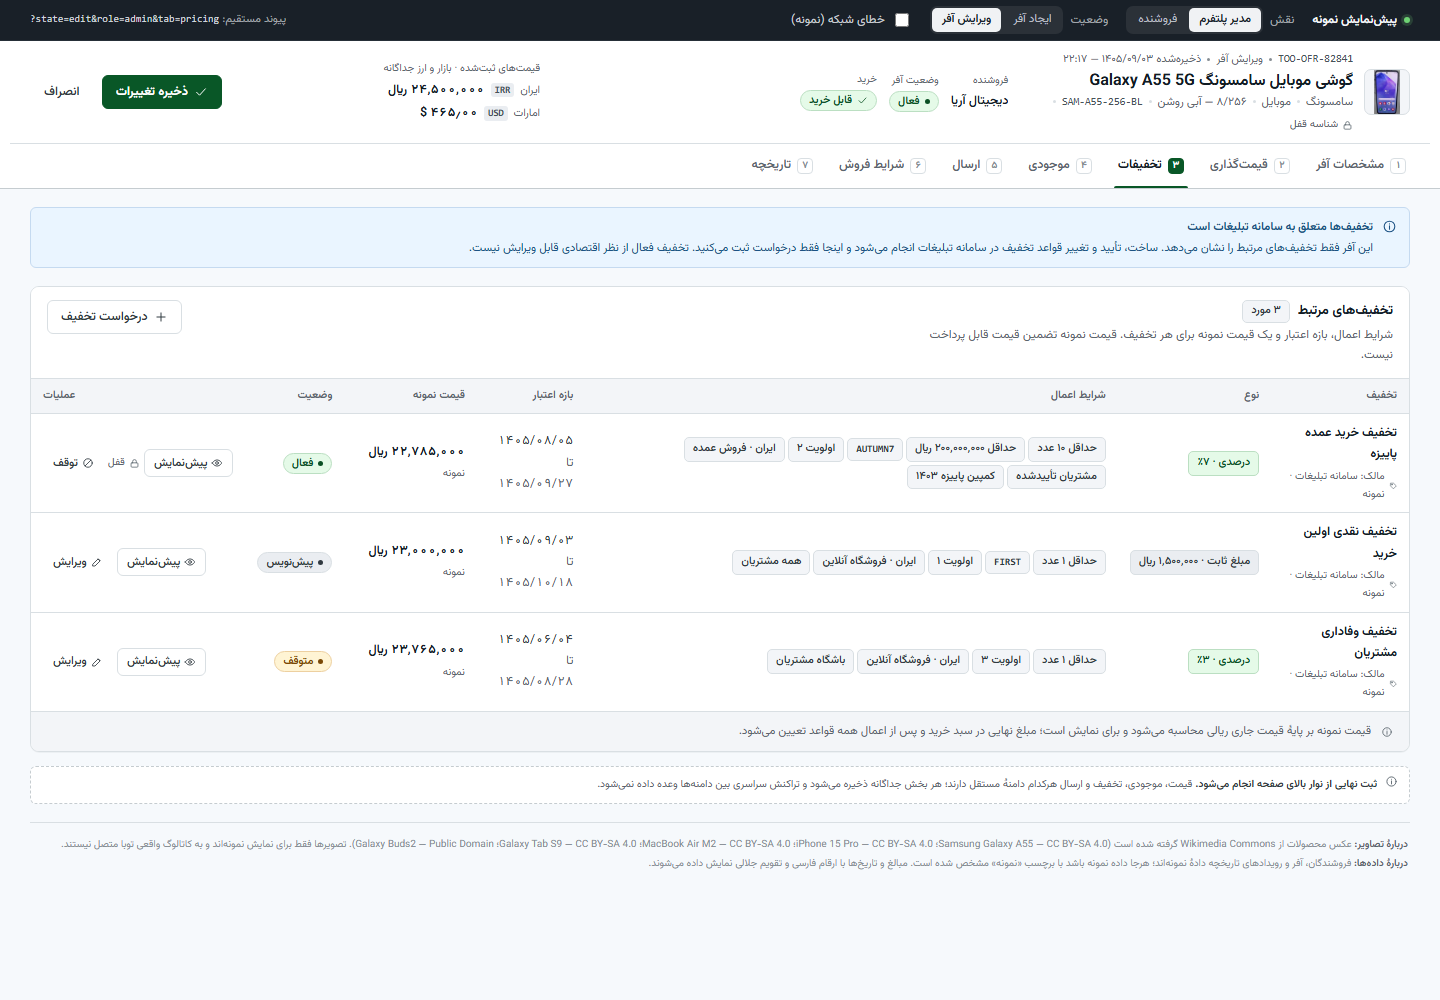 پیش‌نمایش نمونه
نقش
مدیر پلتفرم
فروشنده
وضعیت
ویرایش آفر
ایجاد آفر
خطای شبکه (نمونه)
پیوند مستقیم: ?state=edit&role=admin&tab=pricing
TOO-OFR-82841 • ویرایش آفر • ذخیره‌شده ۱۴۰۵/۰۹/۰۳ — ۲۲:۱۷
گوشی موبایل سامسونگ Galaxy A55 5G
سامسونگ • موبایل • ۸/۲۵۶ — آبی روشن • SAM-A55-256-BL •
شناسه قفل
فروشنده
دیجیتال آریا
وضعیت آفر
فعال
خرید
قابل خرید
قیمت‌های ثبت‌شده · بازار و ارز جداگانه
ایران IRR ۲۴,۵۰۰,۰۰۰ ریال
امارات USD ۴۶۵٫۰۰ $
ذخیره تغییرات
انصراف
۱ مشخصات آفر
۲ قیمت‌گذاری
۳ تخفیفات
۴ موجودی
۵ ارسال
۶ شرایط فروش
۷ تاریخچه
تخفیف‌ها متعلق به سامانه تبلیغات است
این آفر فقط تخفیف‌های مرتبط را نشان می‌دهد. ساخت، تأیید و تغییر قواعد تخفیف در سامانه تبلیغات انجام می‌شود و اینجا فقط درخواست ثبت می‌کنید. تخفیف فعال از نظر اقتصادی قابل ویرایش نیست.
تخفیف‌های مرتبط ۳ مورد
شرایط اعمال، بازه اعتبار و یک قیمت نمونه برای هر تخفیف. قیمت نمونه تضمین قیمت قابل پرداخت
نیست.
درخواست تخفیف
تخفیف
نوع
شرایط اعمال
بازه اعتبار
قیمت نمونه
وضعیت
عملیات
تخفیف خرید عمده
پاییزه
مالک: سامانه تبلیغات ·
نمونه
درصدی · ۷٪
حداقل ۱۰ عدد
حداقل ۲۰۰,۰۰۰,۰۰۰ ریال
AUTUMN7
اولویت ۲
ایران · فروش عمده
مشتریان تأییدشده
کمپین پاییزه ۱۴۰۳
۱۴۰۵/۰۸/۰۵
تا
۱۴۰۵/۰۹/۲۷
۲۲,۷۸۵,۰۰۰ ریال
نمونه
فعال
پیش‌نمایش
قفل
توقف
تخفیف نقدی اولین
خرید
مالک: سامانه تبلیغات ·
نمونه
مبلغ ثابت · ۱,۵۰۰,۰۰۰ ریال
حداقل ۱ عدد
FIRST
اولویت ۱
ایران · فروشگاه آنلاین
همه مشتریان
۱۴۰۵/۰۹/۰۳
تا
۱۴۰۵/۱۰/۱۸
۲۳,۰۰۰,۰۰۰ ریال
نمونه
پیش‌نویس
پیش‌نمایش
ویرایش
تخفیف وفاداری
مشتریان
مالک: سامانه تبلیغات ·
نمونه
درصدی · ۳٪
حداقل ۱ عدد
اولویت ۳
ایران · فروشگاه آنلاین
باشگاه مشتریان
۱۴۰۵/۰۶/۰۴
تا
۱۴۰۵/۰۸/۲۸
۲۳,۷۶۵,۰۰۰ ریال
نمونه
متوقف
پیش‌نمایش
ویرایش
قیمت نمونه بر پایهٔ قیمت جاری ریالی محاسبه می‌شود و برای نمایش است؛ مبلغ نهایی در سبد خرید و پس از اعمال همه قواعد تعیین می‌شود.
ثبت نهایی از نوار بالای صفحه انجام می‌شود. قیمت، موجودی، تخفیف و ارسال هرکدام دامنهٔ مستقل دارند؛ هر بخش جداگانه ذخیره می‌شود و تراکنش سراسری بین دامنه‌ها وعده داده نمی‌شود.
دربارهٔ تصاویر: عکس محصولات از Wikimedia Commons گرفته شده است (Samsung Galaxy A55 — CC BY-SA 4.0؛ iPhone 15 Pro — CC BY-SA 4.0؛ MacBook Air M2 — CC BY-SA 4.0؛ Galaxy Tab S9 — CC BY-SA 4.0؛ Galaxy Buds2 — Public Domain). تصویرها فقط برای نمایش نمونه‌اند و به کاتالوگ واقعی توبا متصل نیستند.
دربارهٔ داده‌ها: فروشندگان، آفر و رویدادهای تاریخچه دادهٔ نمونه‌اند؛ هرجا داده نمونه باشد با برچسب «نمونه» مشخص شده است. مبالغ و تاریخ‌ها با ارقام فارسی و تقویم جلالی نمایش داده می‌شوند.